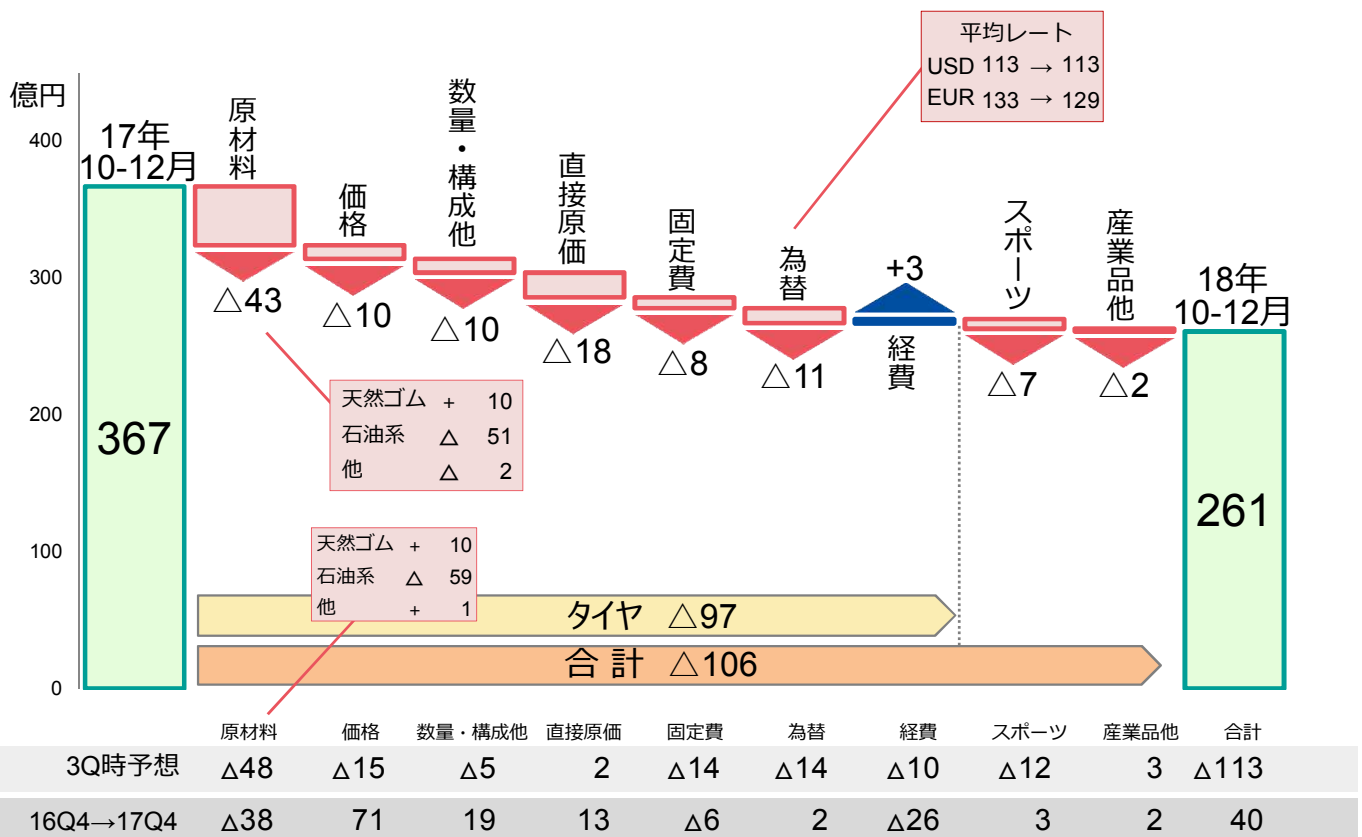 億円
400
300
200
100
0
17年
10-12月
367
原材料
△43
価格
△10
数量・構成他
△10
直接原価
△18
固定費
△8
為替
△11
+3
経費
スポーツ
△7
産業品他
△2
18年
10-12月
261
平均レート
USD 113 → 113
EUR 133 → 129
天然ゴム + 10
石油系 △ 51
他 △ 2
天然ゴム + 10
石油系 △ 59
他 + 1
タイヤ △97
合計 △106
原材料 価格 数量・構成他 直接原価 固定費 為替 経費 スポーツ 産業品他 合計
3Q時予想 △48 △15 △5 2 △14 △14 △10 △12 3 △113
16Q4→17Q4 △38 71 19 13 △6 2 △26 3 2 40